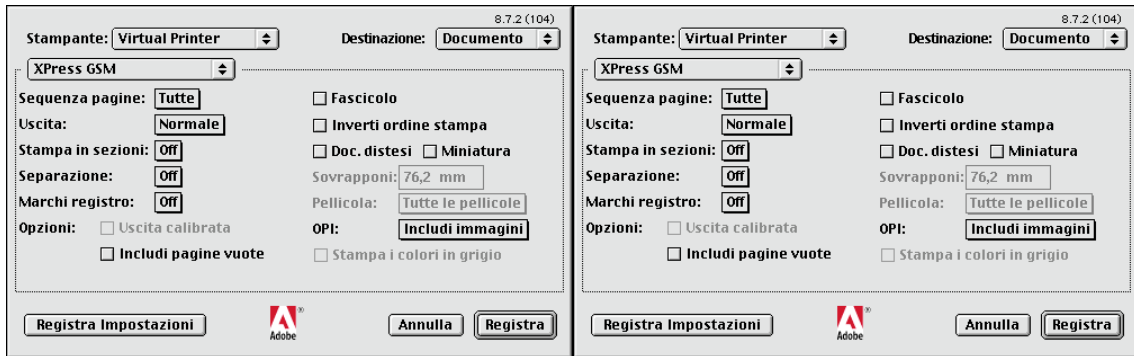 8.7.2 (104)
Stampante: Virtual Printer Destinazione: Documento
XPress GSM
Sequenza pagine: Tutte Fascicolo
Uscita: Normale Inverti ordine stampa
Stampa in sezioni: Off Doc. distesi Miniatura
Separazione: Off Sovrapponi: 76,2 mm
Marchi registro: Off Pellicola: Tutte le pellicole
Opzioni: Uscita calibrata OPI: Includi immagini
Includi pagine vuote Stampa i colori in grigio
Registra Impostazioni Adobe® Annulla Registra
8.7.2 (104)
Stampante: Virtual Printer Destinazione: Documento
XPress GSM
Sequenza pagine: Tutte Fascicolo
Uscita: Normale Inverti ordine stampa
Stampa in sezioni: Off Doc. distesi Miniatura
Separazione: Off Sovrapponi: 76,2 mm
Marchi registro: Off Pellicola: Tutte le pellicole
Opzioni: Uscita calibrata OPI: Includi immagini
Includi pagine vuote Stampa i colori in grigio
Registra Impostazioni Adobe® Annulla Registra